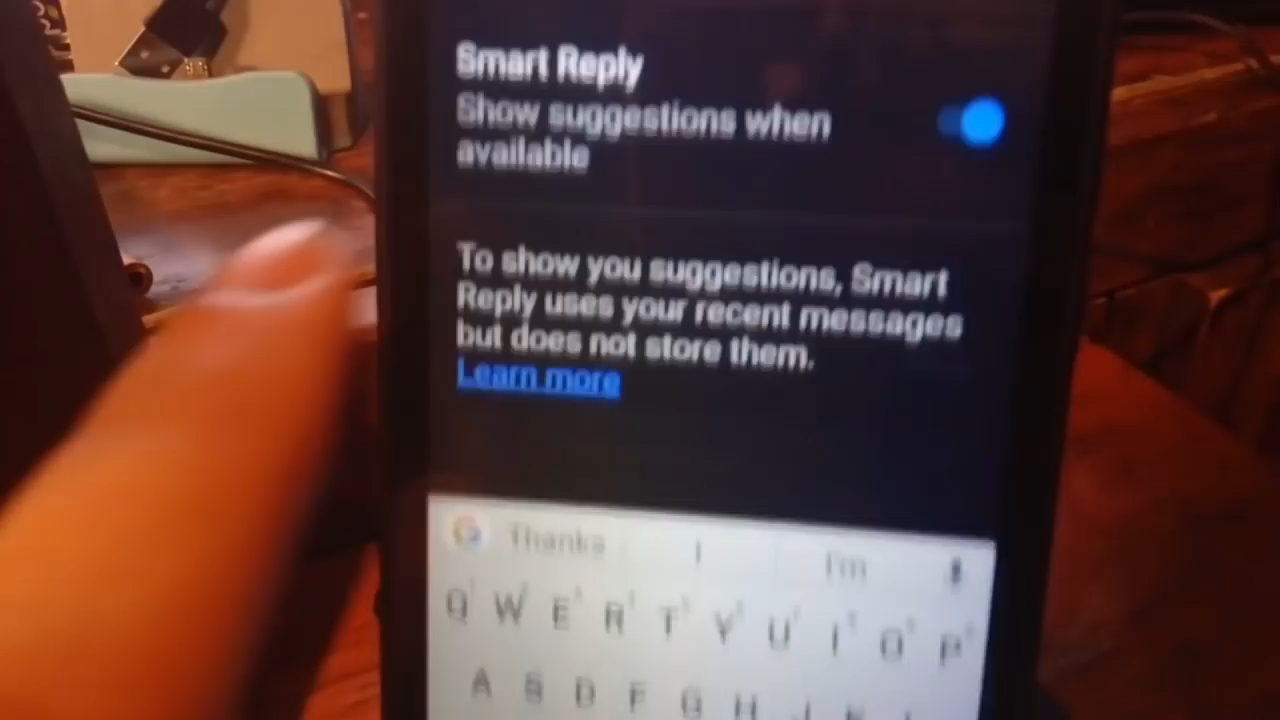 Smart Reply
Show suggestions when
available
To show you suggestions, Smart
Reply uses your recent messages
but does not store them.
Learn more
G Thanks I I'm
Q W E R T Y U I O P
A S D F G H J K L